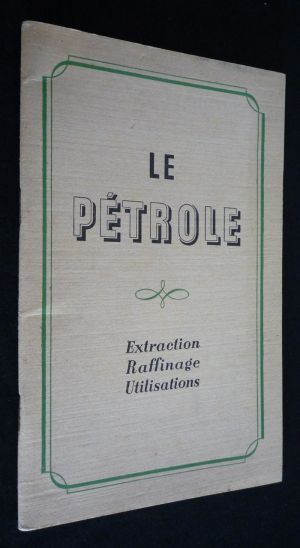 LE
PÉTROLE
Extraction
Raffinage
Utilisations